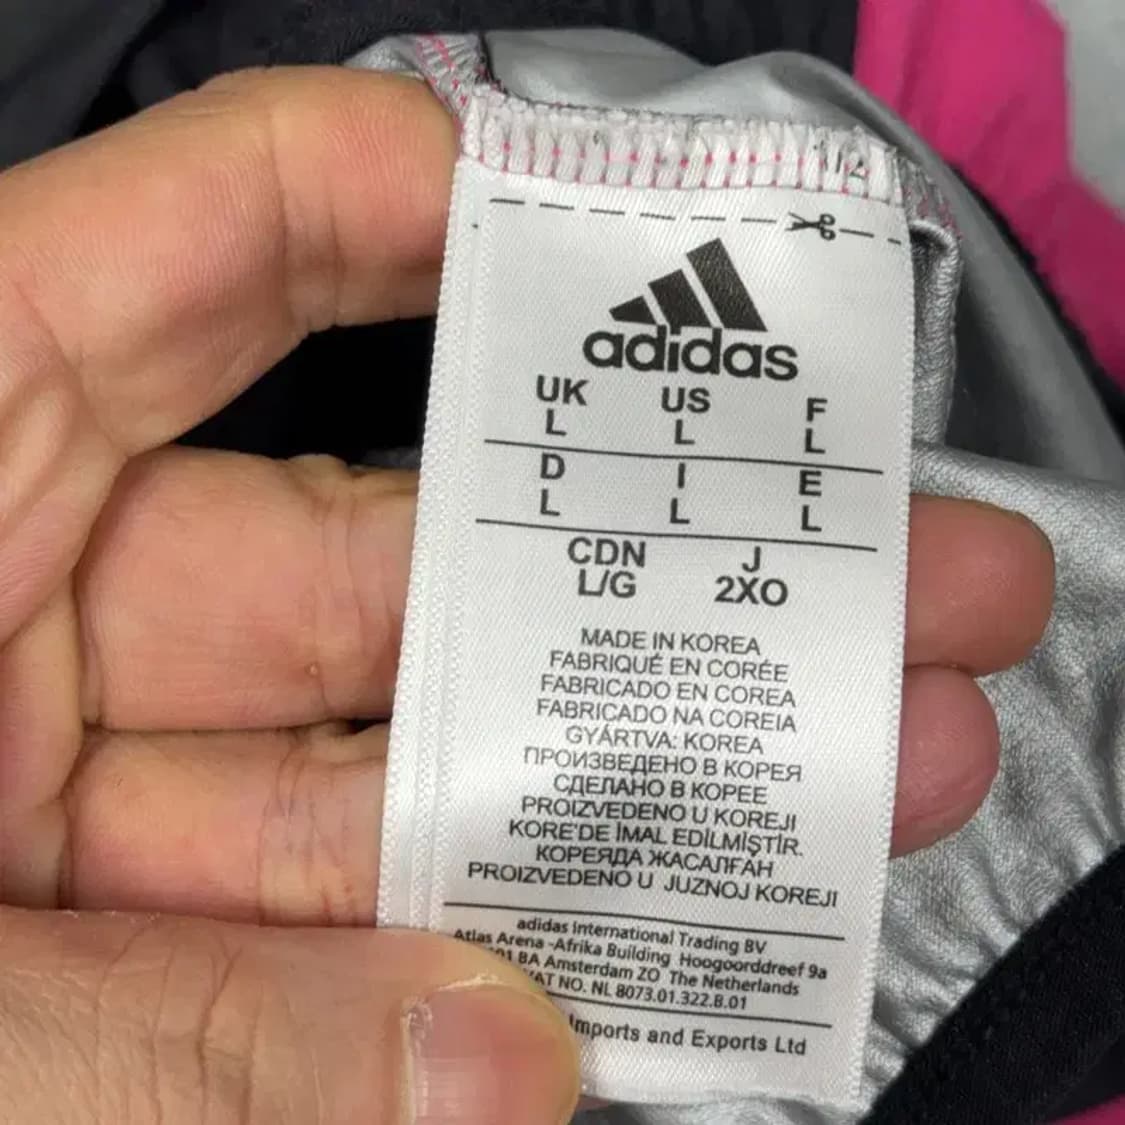 adidas
UK US F
L L L
D I E
L L L
CDN J
L/G 2XO
MADE IN KOREA
FABRIQUÉ EN CORÉE
FABRICADO EN COREA
FABRICADO NA COREIA
GYÁRTVA: KOREA
ПРОИЗВЕДЕНО В КОРЕЯ
СДЕЛАНО В КОРЕЕ
PROIZVEDENO U KOREJI
KORE'DE İMAL EDİLMİŞTİR.
КОРЕЯДА ЖАСАЛҒАН
PROIZVEDENO U JUZNOJ KOREJI
adidas International Trading BV
Atlas Arena -Afrika Building Hoogoorddreef 9a
BA Amsterdam ZO The Netherlands
NO. NL 8073.01.322.B.01
Imports and Exports Ltd